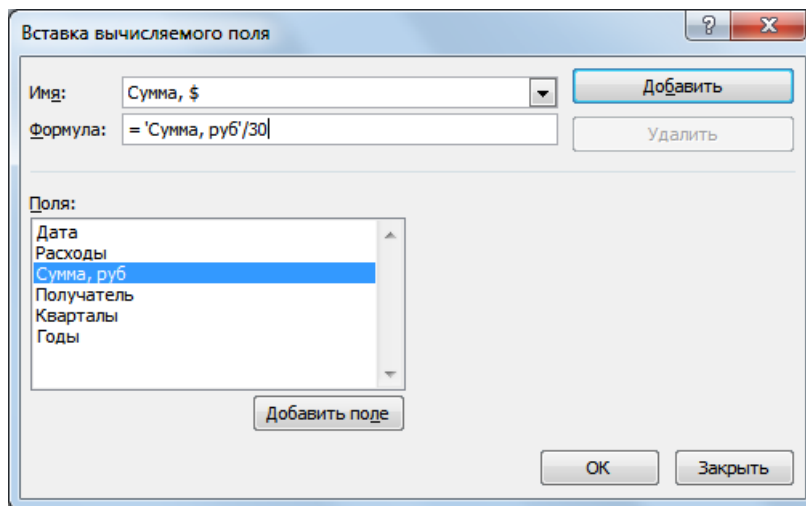 Вставка вычисляемого поля
Имя: Сумма, $ Добавить
Формула: = 'Сумма, руб'/30 Удалить
Поля:
Дата
Расходы
Сумма, руб
Получатель
Кварталы
Годы
Добавить поле
ОК Закрыть